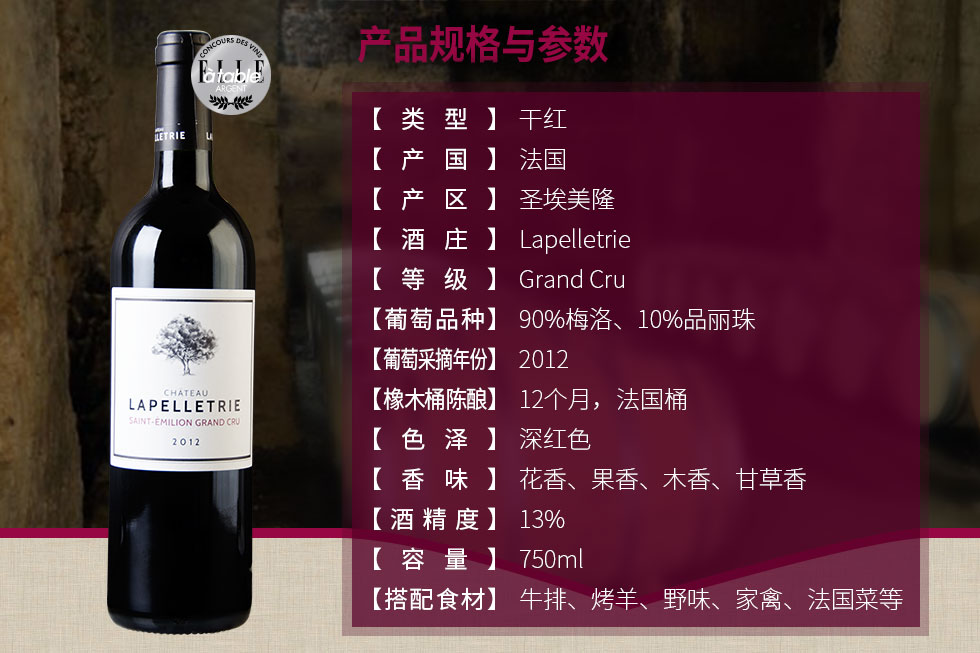 产品规格与参数
CONCOURS DES VINS
ELLE
à table
ARGENT
LLETRIE
【类型】干红
【产国】法国
【产区】圣埃美隆
【酒庄】Lapelletrie
【等级】Grand Cru
【葡萄品种】90%梅洛、10%品丽珠
【葡萄采摘年份】2012
【橡木桶陈酿】12个月，法国桶
【色泽】深红色
【香味】花香、果香、木香、甘草香
【酒精度】13%
【容量】750ml
【搭配食材】牛排、烤羊、野味、家禽、法国菜等
CHATEAU
LAPELLETRIE
SAINT-ÉMILION GRAND CRU
2012